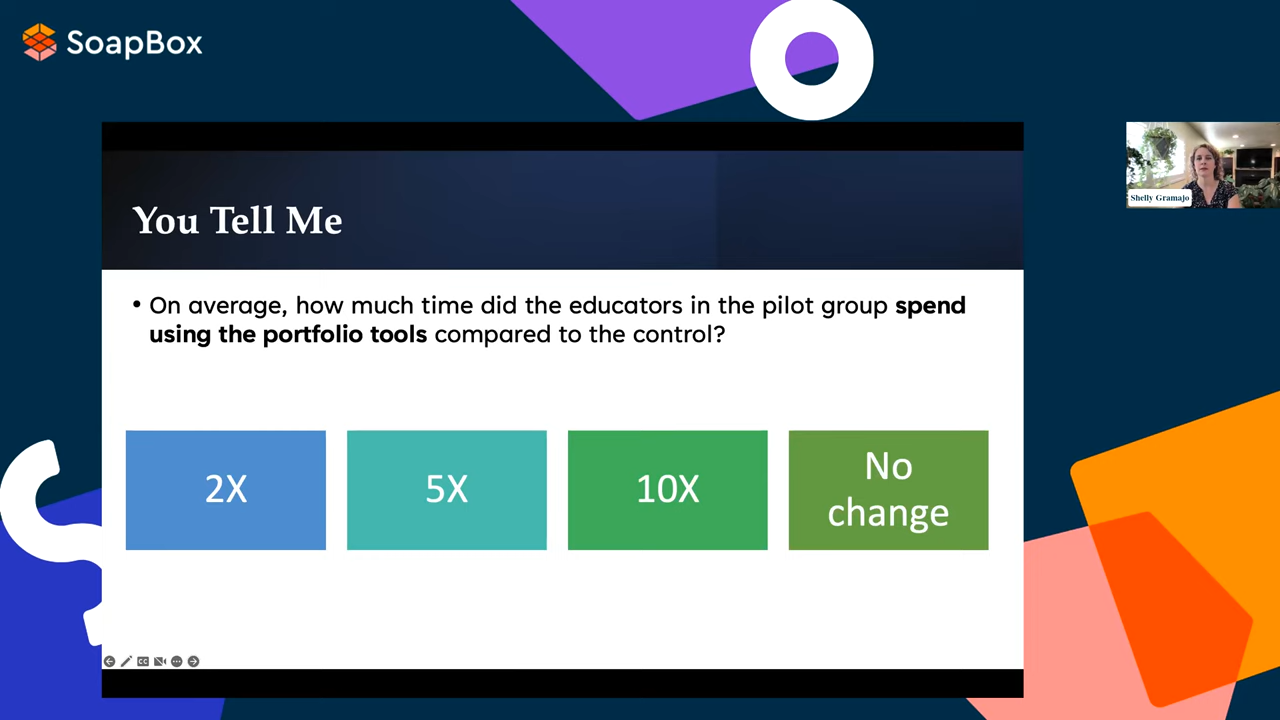 SoapBox
Shelly Gramajo
You Tell Me
• On average, how much time did the educators in the pilot group spend
using the portfolio tools compared to the control?
2X
5X
10X
No
change
CC